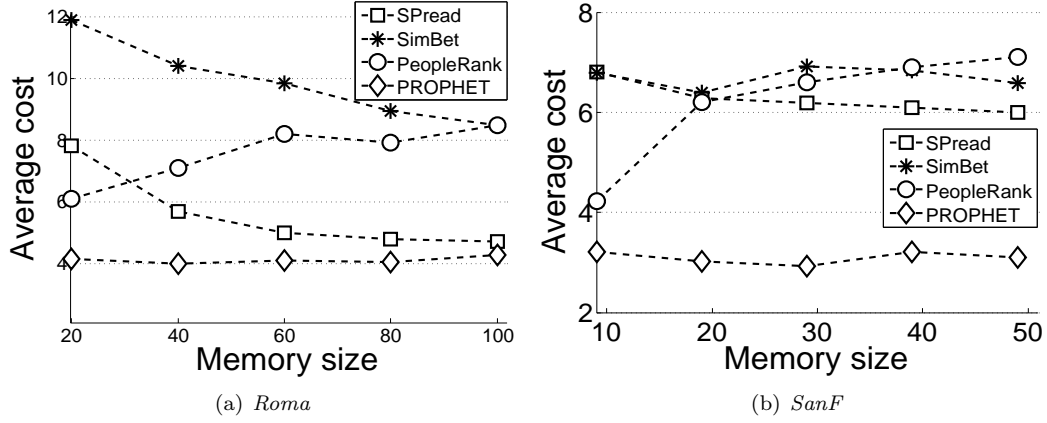 12
10
8
6
4
20
40
60
80
100
Average cost
Memory size
SPread
SimBet
PeopleRank
PROPHET
(a) Roma
8
6
4
2
10
20
30
40
50
Average cost
Memory size
SPread
SimBet
PeopleRank
PROPHET
(b) SanF